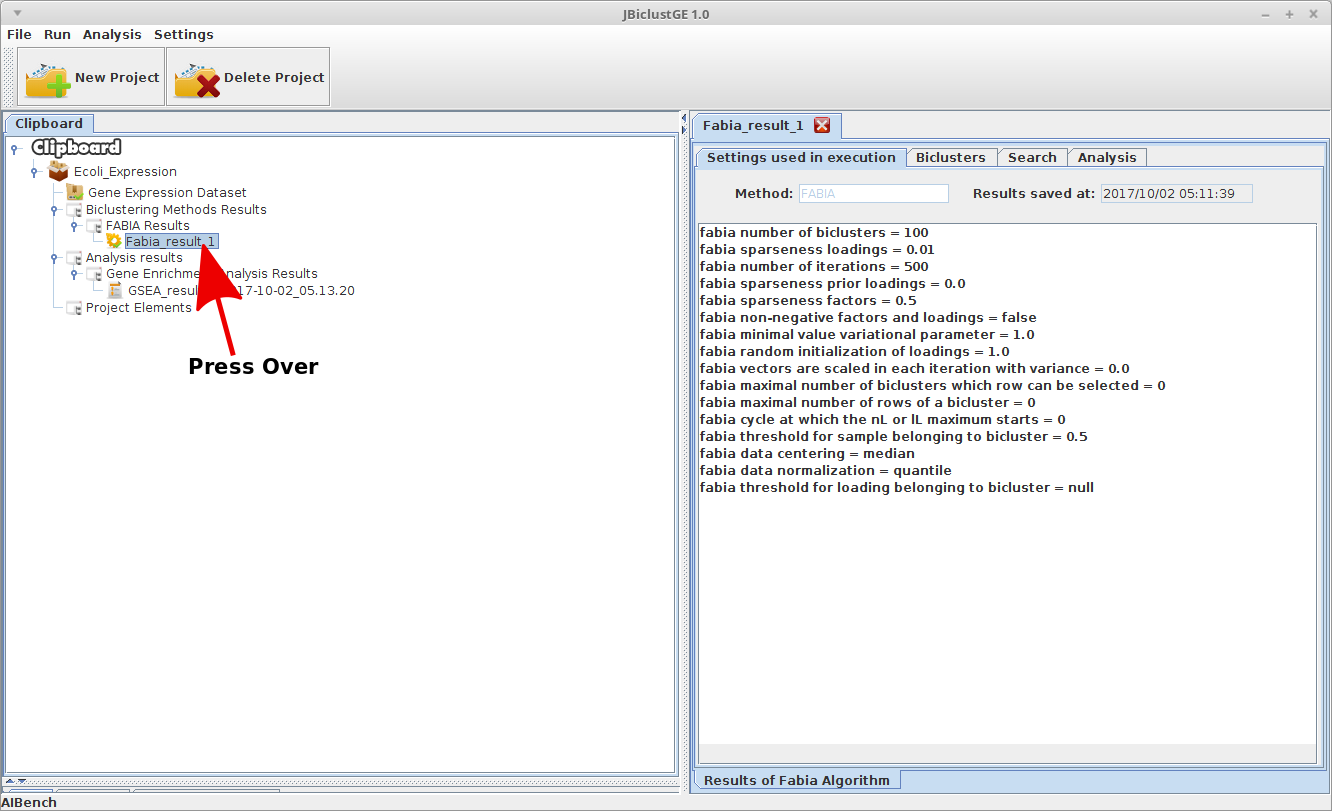 JBiclustGE 1.0
File Run Analysis Settings
New Project Delete Project
Clipboard
Clipboard
Ecoli_Expression
Gene Expression Dataset
Biclustering Methods Results
FABIA Results
Fabia_result_1
Analysis results
Gene Enrichme nalysis Results
GSEA_resul 17-10-02_05.13.20
Project Elements
Press Over
Fabia_result_1
Settings used in execution Biclusters Search Analysis
Method: FABIA Results saved at: 2017/10/02 05:11:39
fabia number of biclusters = 100
fabia sparseness loadings = 0.01
fabia number of iterations = 500
fabia sparseness prior loadings = 0.0
fabia sparseness factors = 0.5
fabia non-negative factors and loadings = false
fabia minimal value variational parameter = 1.0
fabia random initialization of loadings = 1.0
fabia vectors are scaled in each iteration with variance = 0.0
fabia maximal number of biclusters which row can be selected = 0
fabia maximal number of rows of a bicluster = 0
fabia cycle at which the nL or lL maximum starts = 0
fabia threshold for sample belonging to bicluster = 0.5
fabia data centering = median
fabia data normalization = quantile
fabia threshold for loading belonging to bicluster = null
Results of Fabia Algorithm
AIBench